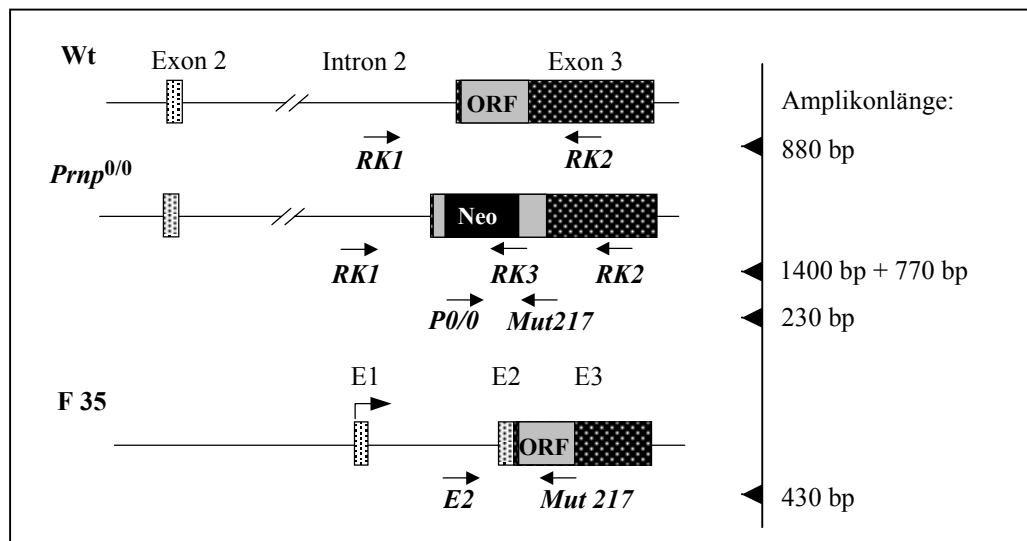 Wt
Exon 2 Intron 2 Exon 3
ORF
Amplikonlänge:
RK1 RK2
880 bp
Prnp0/0
Neo
RK1 RK3 RK2
1400 bp + 770 bp
P0/0 Mut217
230 bp
E1 E2 E3
F 35
ORF
E2 Mut 217
430 bp